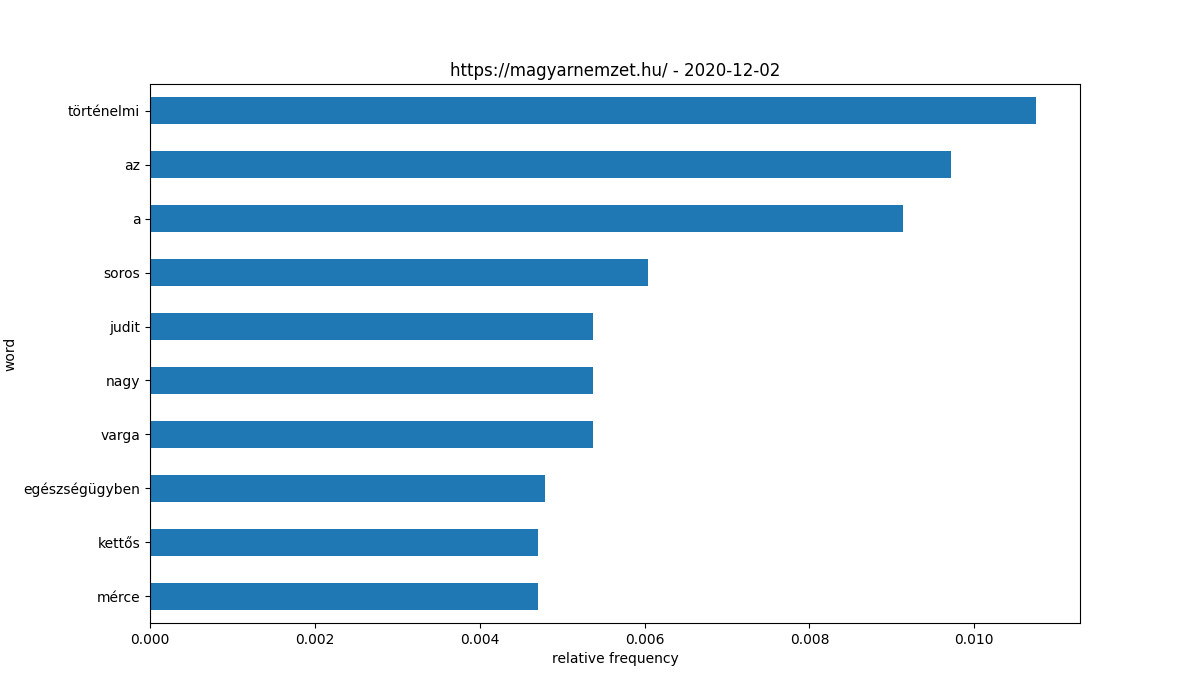 https://magyarnemzet.hu/ - 2020-12-02
történelmi
az
a
soros
judit
nagy
varga
egészségügyben
kettős
mérce
word
0.000 0.002 0.004 0.006 0.008 0.010
relative frequency